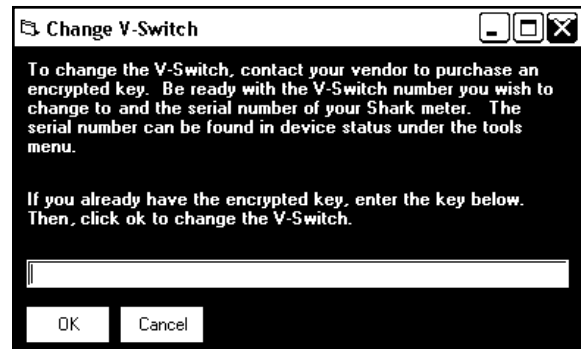 Change V-Switch
To change the V-Switch, contact your vendor to purchase an
encrypted key.  Be ready with the V-Switch number you wish to
change to and the serial number of your Shark meter.   The
serial number can be found in device status under the tools
menu.
If you already have the encrypted key, enter the key below.
Then, click ok to change the V-Switch.
OK Cancel